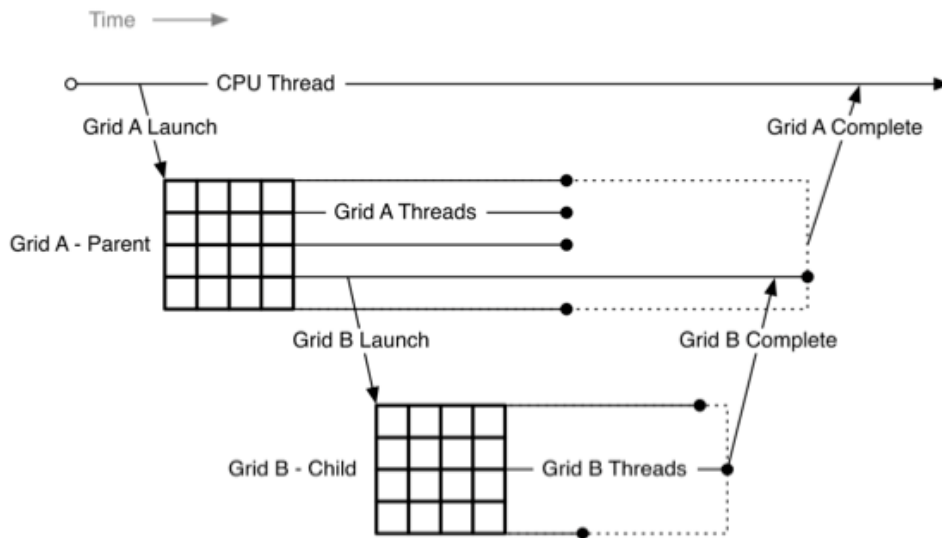 Time
CPU Thread
Grid A Launch
Grid A Complete
Grid A Threads
Grid A - Parent
Grid B Launch
Grid B Complete
Grid B - Child
Grid B Threads